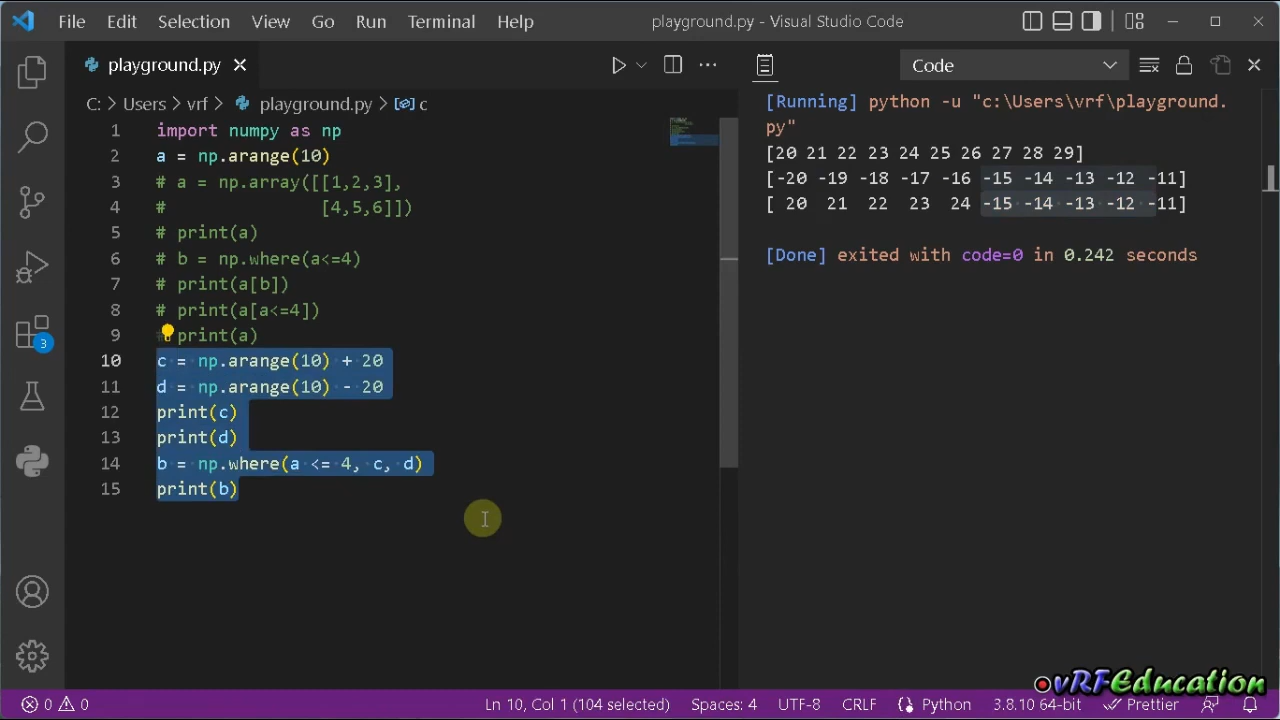 File Edit Selection View Go Run Terminal Help playground.py - Visual Studio Code
playground.py
C: > Users > vrf > playground.py > c
1 import numpy as np
2 a = np.arange(10)
3 # a = np.array([[1,2,3],
4 #               [4,5,6]])
5 # print(a)
6 # b = np.where(a<=4)
7 # print(a[b])
8 # print(a[a<=4])
9 # print(a)
10 c = np.arange(10) + 20
11 d = np.arange(10) - 20
12 print(c)
13 print(d)
14 b = np.where(a <= 4, c, d)
15 print(b)
Code
[Running] python -u "c:\Users\vrf\playground.
py"
[20 21 22 23 24 25 26 27 28 29]
[-20 -19 -18 -17 -16 -15 -14 -13 -12 -11]
[ 20  21  22  23  24 -15 -14 -13 -12 -11]
[Done] exited with code=0 in 0.242 seconds
3
vRFEducation
0 0 Ln 10, Col 1 (104 selected) Spaces: 4 UTF-8 CRLF Python 3.8.10 64-bit Prettier